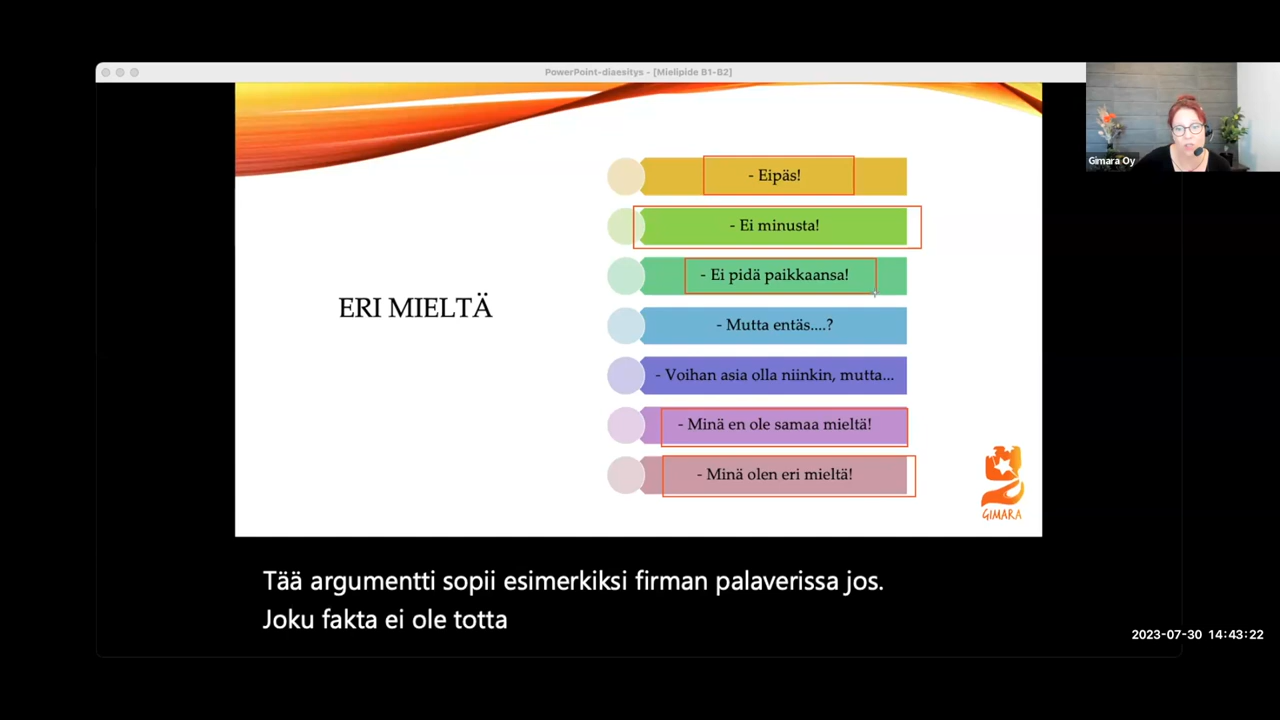 PowerPoint-diaesitys - [Mielipide B1-B2]
Gimara Oy
- Eipäs!
- Ei minusta!
- Ei pidä paikkaansa!
ERI MIELTÄ
- Mutta entäs....?
- Voihan asia olla niinkin, mutta...
- Minä en ole samaa mieltä!
- Minä olen eri mieltä!
GIMARA
Tää argumentti sopii esimerkiksi firman palaverissa jos.
Joku fakta ei ole totta
2023-07-30 14:43:22